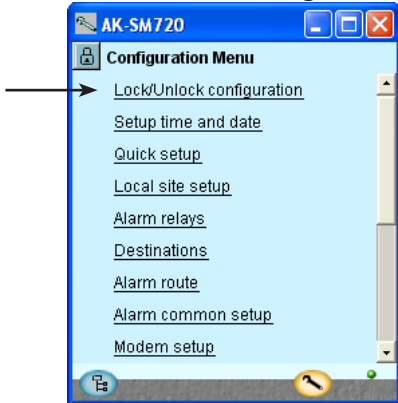 AK-SM720
Configuration Menu
Lock/Unlock configuration
Setup time and date
Quick setup
Local site setup
Alarm relays
Destinations
Alarm route
Alarm common setup
Modem setup